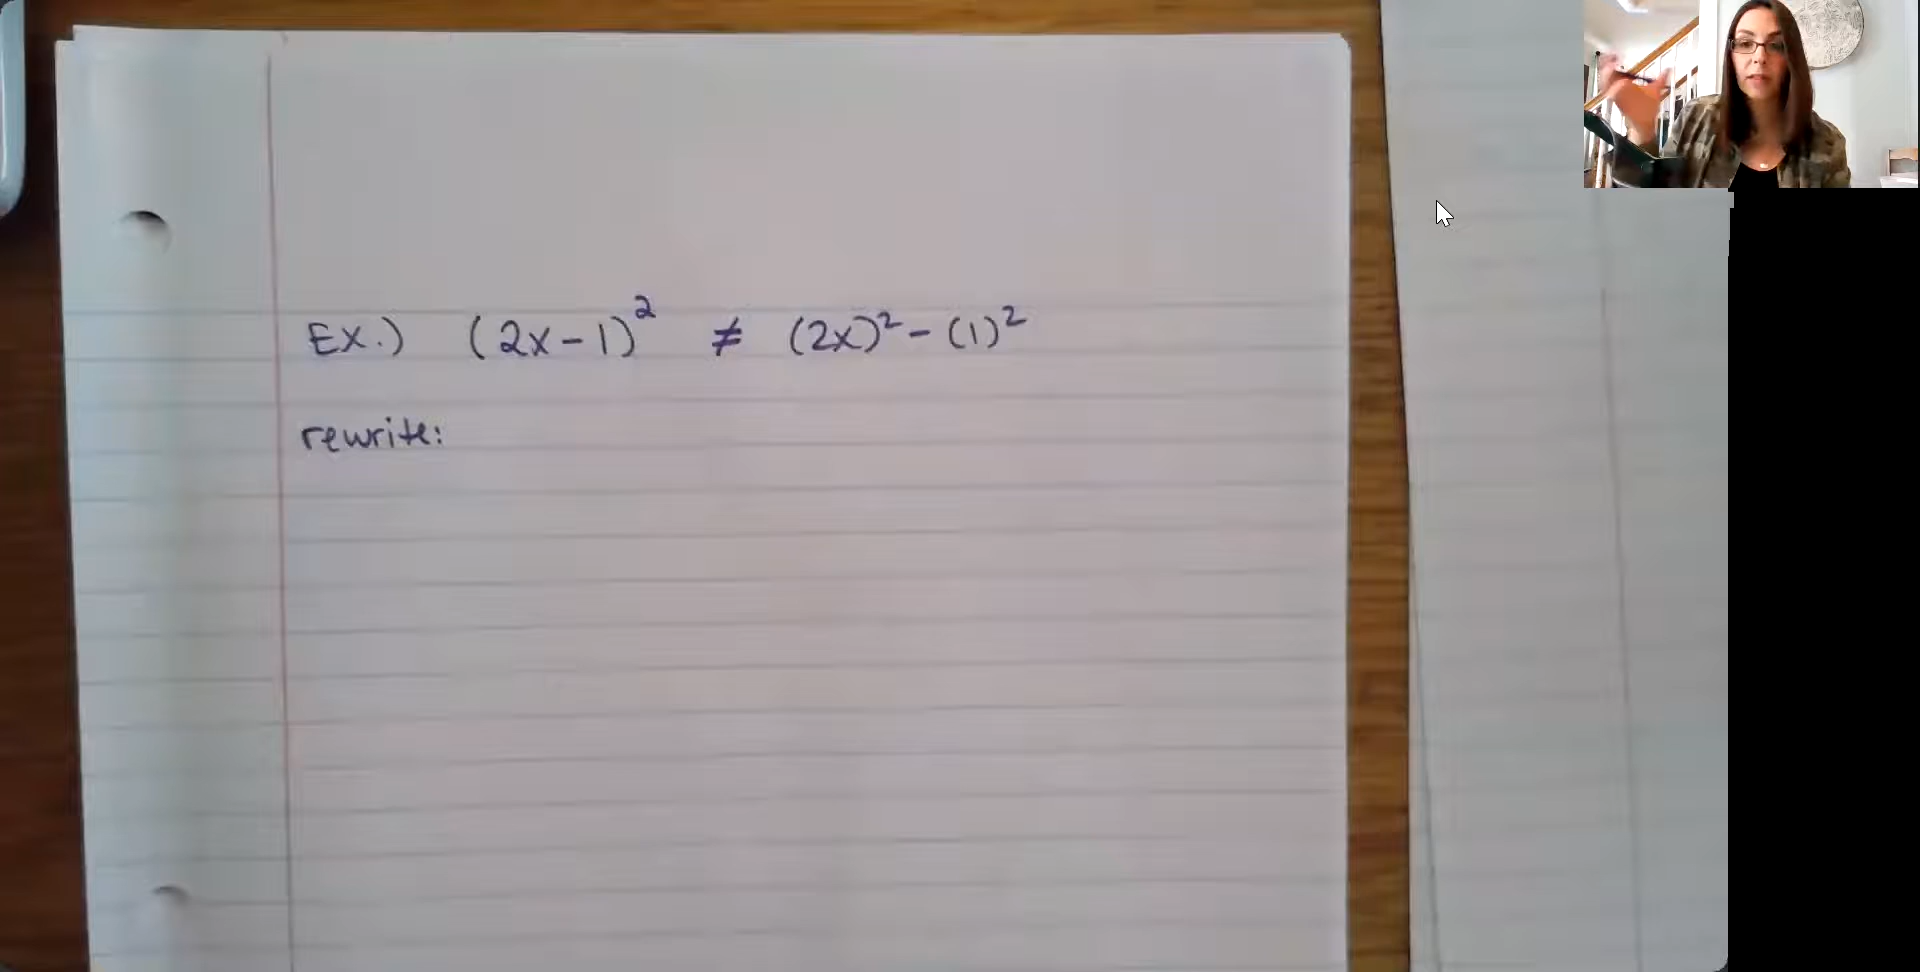 Ex.) (2x-1)² ≠ (2x)² - (1)²
rewrite: